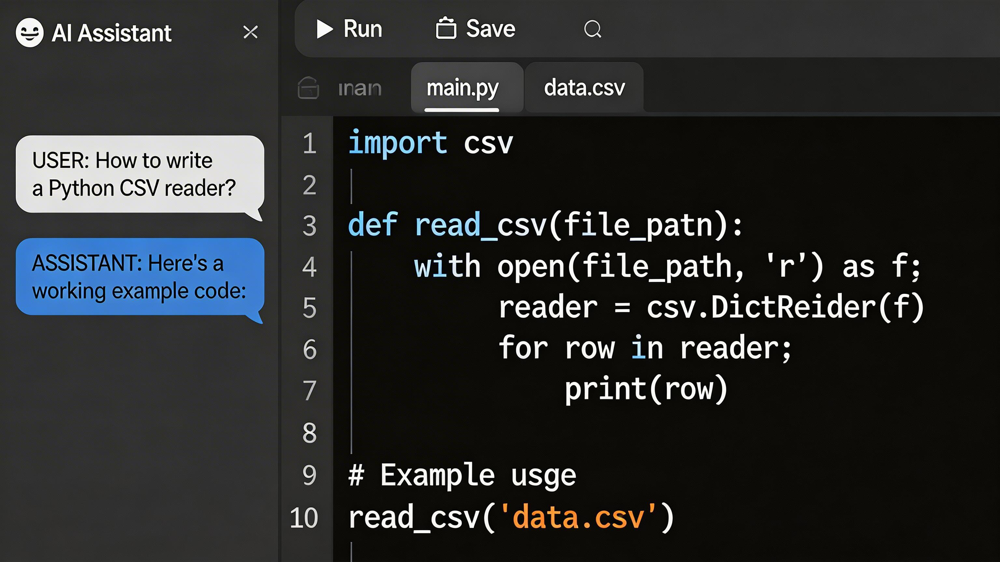 AI Assistant
USER: How to write
a Python CSV reader?
ASSISTANT: Here's a
working example code:
Run Save
main.py data.csv
1 import csv
2
3 def read_csv(file_patn):
4 with open(file_path, 'r') as f;
5 reader = csv.DictReider(f)
6 for row in reader;
7 print(row)
8
9 # Example usge
10 read_csv('data.csv')